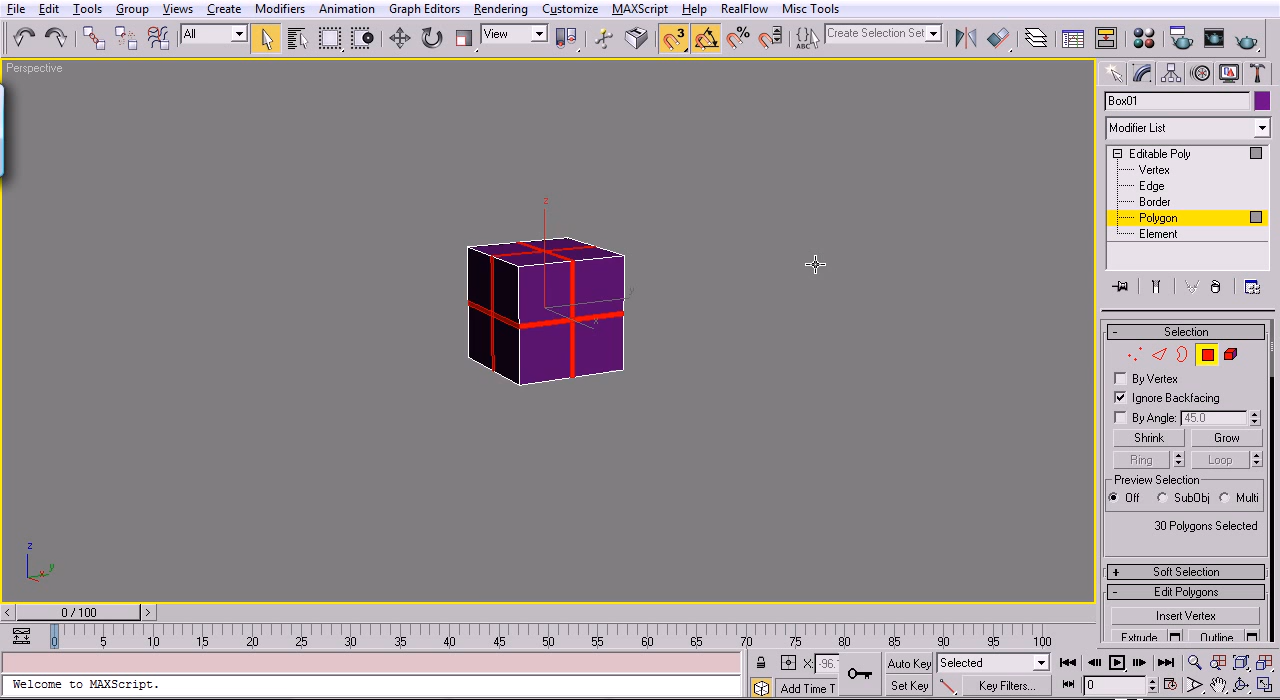 File Edit Tools Group Views Create Modifiers Animation Graph Editors Rendering Customize MAXScript Help RealFlow Misc Tools
All View 3 % ABC Create Selection Set
Perspective
Box01
Modifier List
Editable Poly
Vertex
Edge
Border
Polygon
Element
z
y
x
- Selection
By Vertex
Ignore Backfacing
By Angle: 45.0
Shrink Grow
Ring Loop
Preview Selection
Off SubObj Multi
30 Polygons Selected
z
y
x
+ Soft Selection
- Edit Polygons
Insert Vertex
Extrude Outline
< 0 / 100 >
0 5 10 15 20 25 30 35 40 45 50 55 60 65 70 75 80 85 90 95 100
X: -96. Auto Key Selected
Welcome to MAXScript.
Add Time T Set Key Key Filters... 0